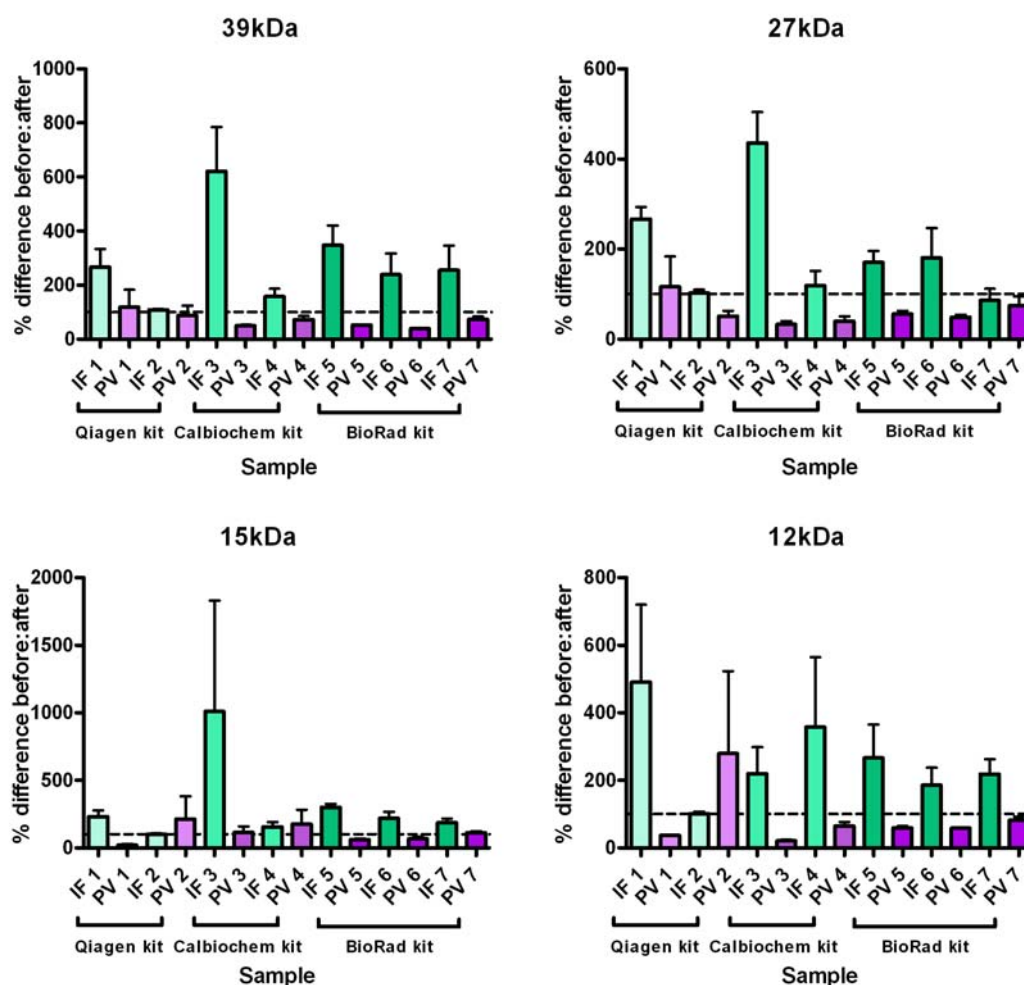 39kDa
% difference before:after
1000
800
600
400
200
0
IF 1 PV 1 IF 2 PV 2 IF 3 PV 3 IF 4 PV 4 IF 5 PV 5 IF 6 PV 6 IF 7 PV 7
Qiagen kit Calbiochem kit BioRad kit
Sample
27kDa
% difference before:after
600
400
200
0
IF 1 PV 1 IF 2 PV 2 IF 3 PV 3 IF 4 PV 4 IF 5 PV 5 IF 6 PV 6 IF 7 PV 7
Qiagen kit Calbiochem kit BioRad kit
Sample
15kDa
% difference before:after
2000
1500
1000
500
0
IF 1 PV 1 IF 2 PV 2 IF 3 PV 3 IF 4 PV 4 IF 5 PV 5 IF 6 PV 6 IF 7 PV 7
Qiagen kit Calbiochem kit BioRad kit
Sample
12kDa
% difference before:after
800
600
400
200
0
IF 1 PV 1 IF 2 PV 2 IF 3 PV 3 IF 4 PV 4 IF 5 PV 5 IF 6 PV 6 IF 7 PV 7
Qiagen kit Calbiochem kit BioRad kit
Sample